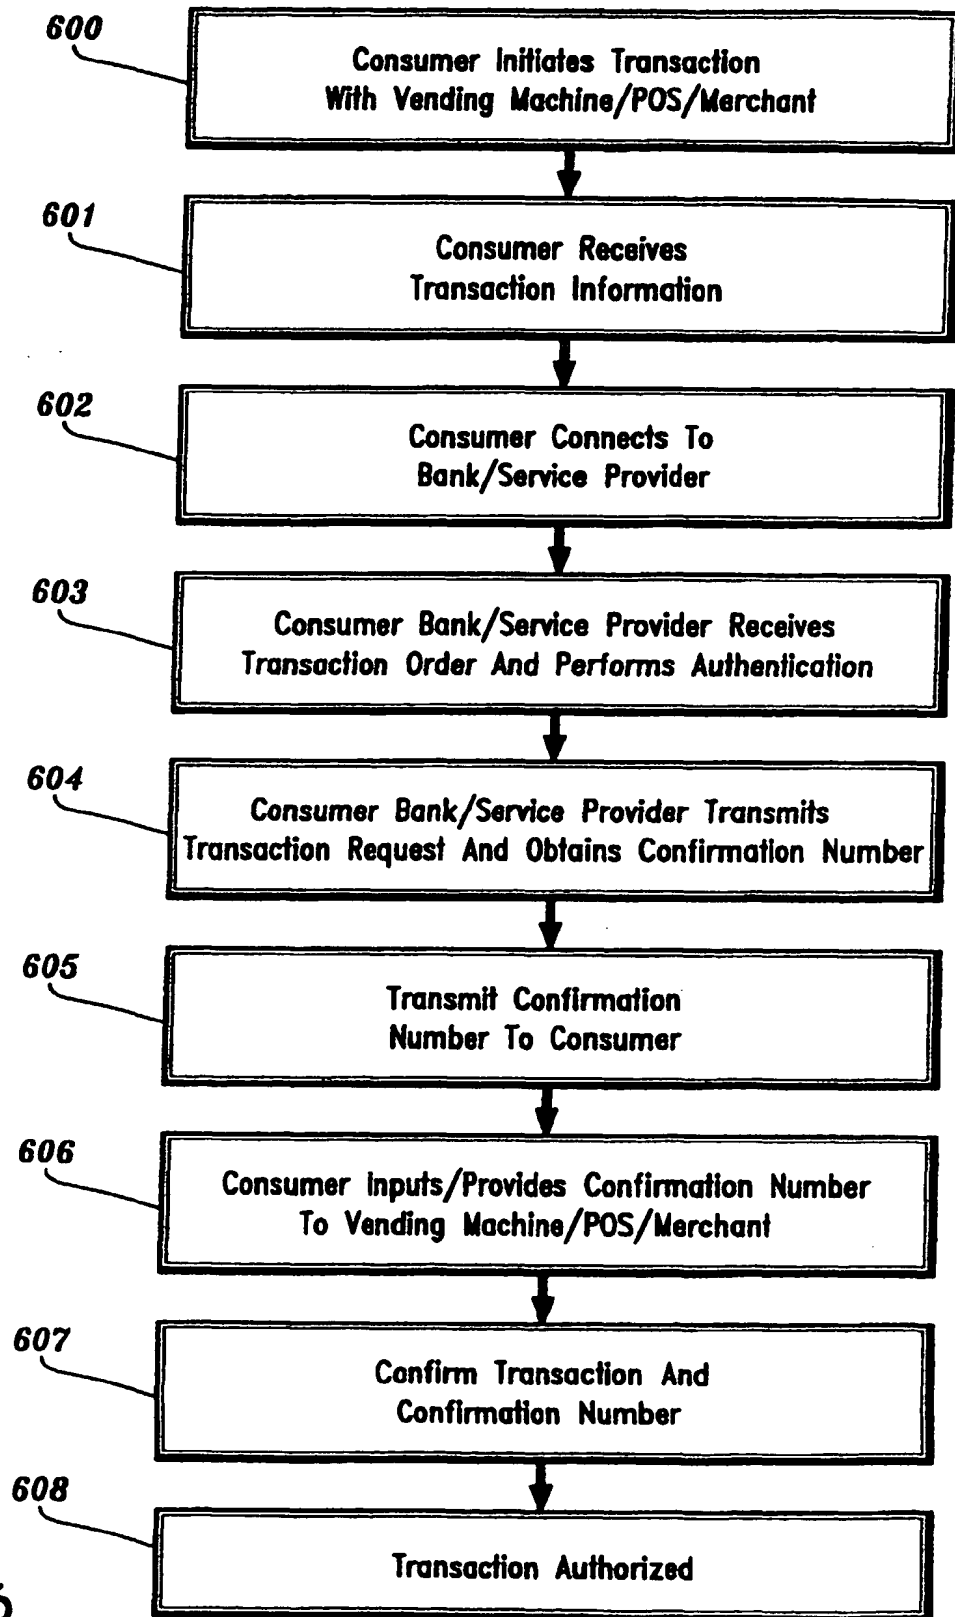 600
Consumer Initiates Transaction
With Vending Machine/POS/Merchant
601
Consumer Receives
Transaction Information
602
Consumer Connects To
Bank/Service Provider
603
Consumer Bank/Service Provider Receives
Transaction Order And Performs Authentication
604
Consumer Bank/Service Provider Transmits
Transaction Request And Obtains Confirmation Number
605
Transmit Confirmation
Number To Consumer
606
Consumer Inputs/Provides Confirmation Number
To Vending Machine/POS/Merchant
607
Confirm Transaction And
Confirmation Number
608
Transaction Authorized